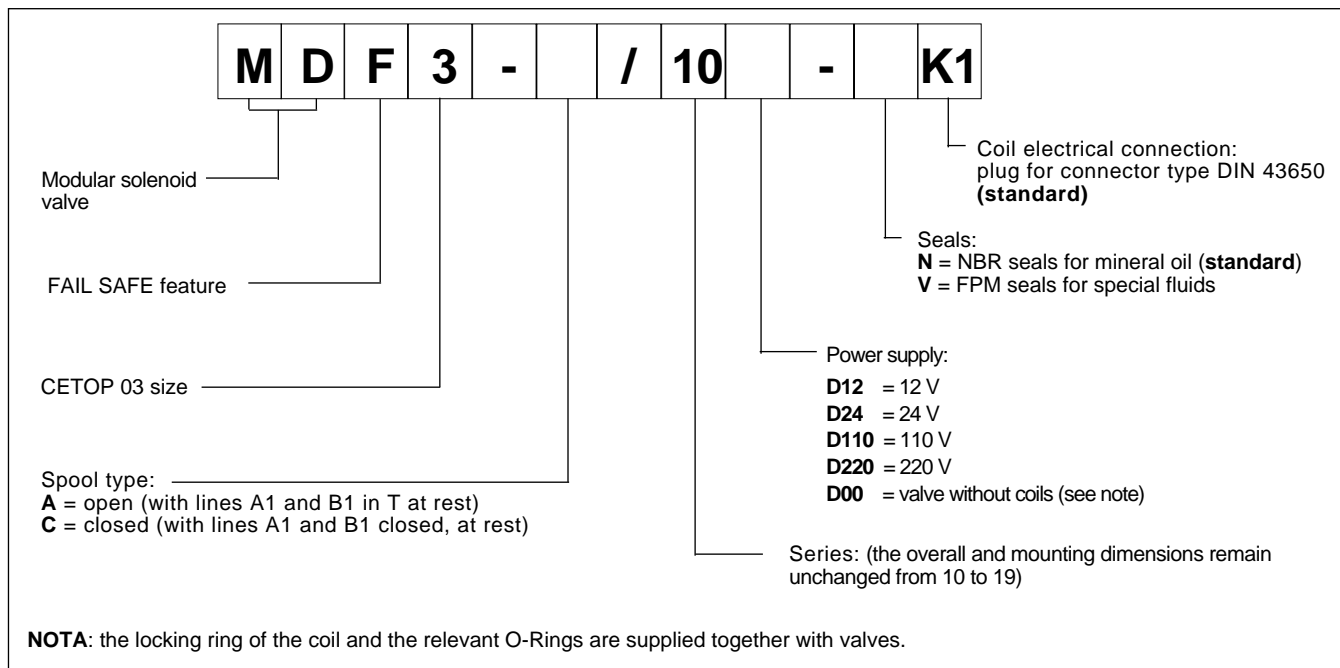 M D F 3 - / 10 - K1
Coil electrical connection:
plug for connector type DIN 43650
(standard)
Modular solenoid
valve
Seals:
N = NBR seals for mineral oil (standard)
V = FPM seals for special fluids
FAIL SAFE feature
Power supply:
D12 = 12 V
D24 = 24 V
D110 = 110 V
D220 = 220 V
D00 = valve without coils (see note)
CETOP 03 size
Spool type:
A = open (with lines A1 and B1 in T at rest)
C = closed (with lines A1 and B1 closed, at rest)
Series: (the overall and mounting dimensions remain
unchanged from 10 to 19)
NOTA: the locking ring of the coil and the relevant O-Rings are supplied together with valves.